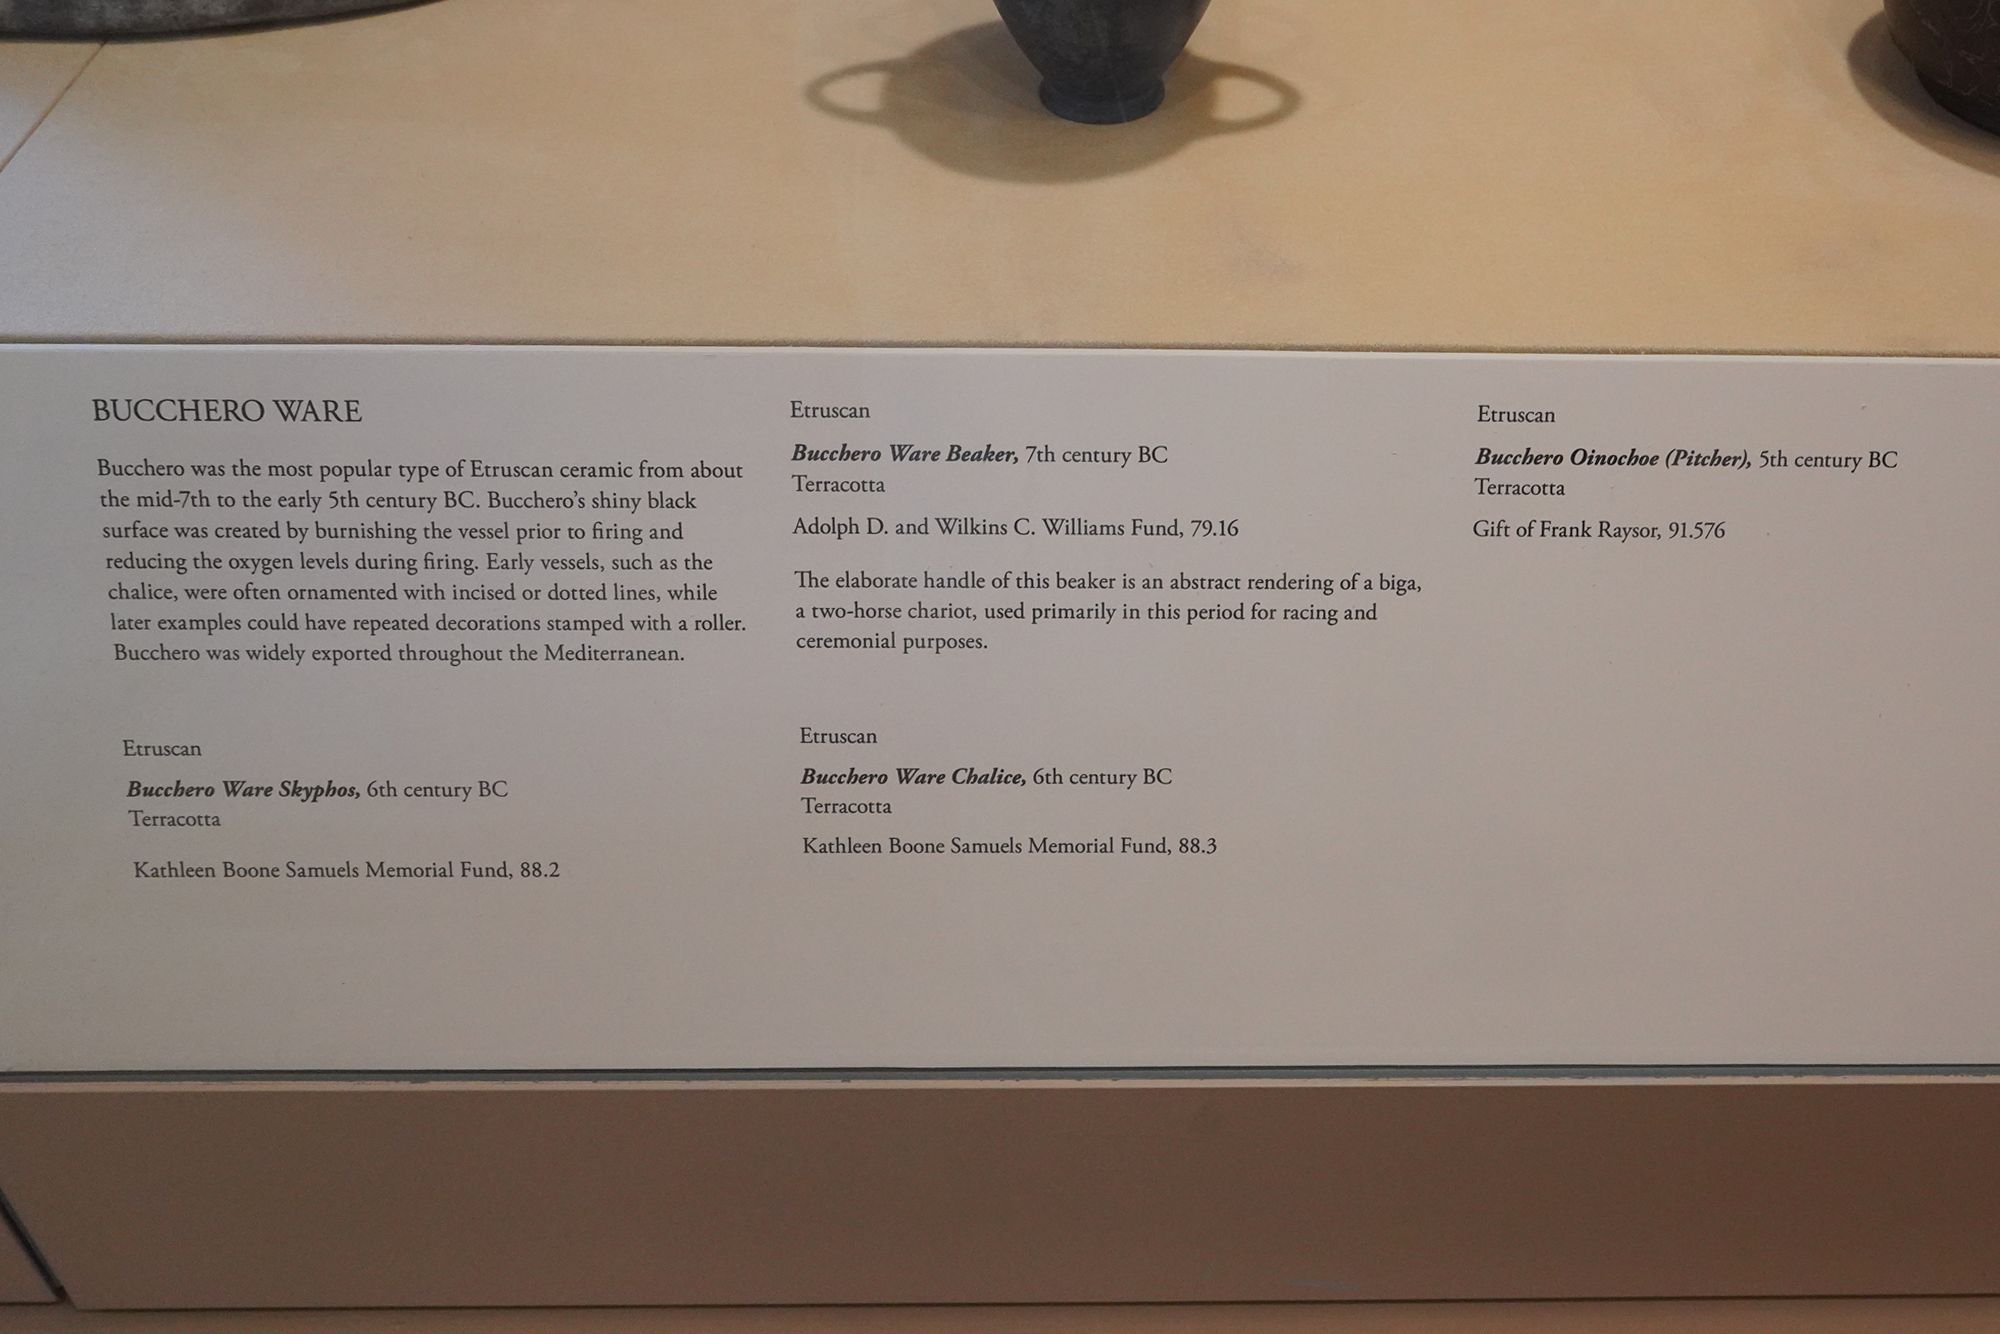 BUCCHERO WARE
Bucchero was the most popular type of Etruscan ceramic from about
the mid-7th to the early 5th century BC. Bucchero’s shiny black
surface was created by burnishing the vessel prior to firing and
reducing the oxygen levels during firing. Early vessels, such as the
chalice, were often ornamented with incised or dotted lines, while
later examples could have repeated decorations stamped with a roller.
Bucchero was widely exported throughout the Mediterranean.
Etruscan
Bucchero Ware Skyphos, 6th century BC
Terracotta
Kathleen Boone Samuels Memorial Fund, 88.2
Etruscan
Bucchero Ware Beaker, 7th century BC
Terracotta
Adolph D. and Wilkins C. Williams Fund, 79.16
The elaborate handle of this beaker is an abstract rendering of a biga,
a two-horse chariot, used primarily in this period for racing and
ceremonial purposes.
Etruscan
Bucchero Ware Chalice, 6th century BC
Terracotta
Kathleen Boone Samuels Memorial Fund, 88.3
Etruscan
Bucchero Oinochoe (Pitcher), 5th century BC
Terracotta
Gift of Frank Raysor, 91.576